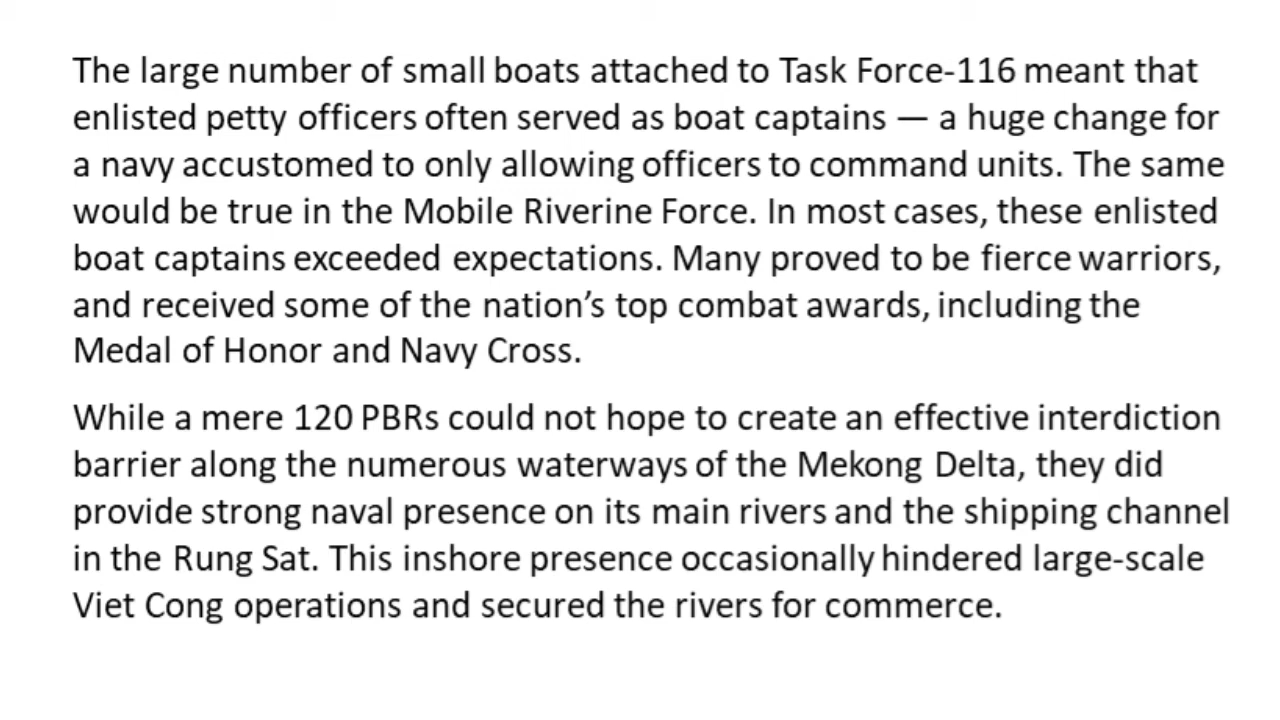 The large number of small boats attached to Task Force-116 meant that
enlisted petty officers often served as boat captains — a huge change for
a navy accustomed to only allowing officers to command units. The same
would be true in the Mobile Riverine Force. In most cases, these enlisted
boat captains exceeded expectations. Many proved to be fierce warriors,
and received some of the nation’s top combat awards, including the
Medal of Honor and Navy Cross.
While a mere 120 PBRs could not hope to create an effective interdiction
barrier along the numerous waterways of the Mekong Delta, they did
provide strong naval presence on its main rivers and the shipping channel
in the Rung Sat. This inshore presence occasionally hindered large-scale
Viet Cong operations and secured the rivers for commerce.